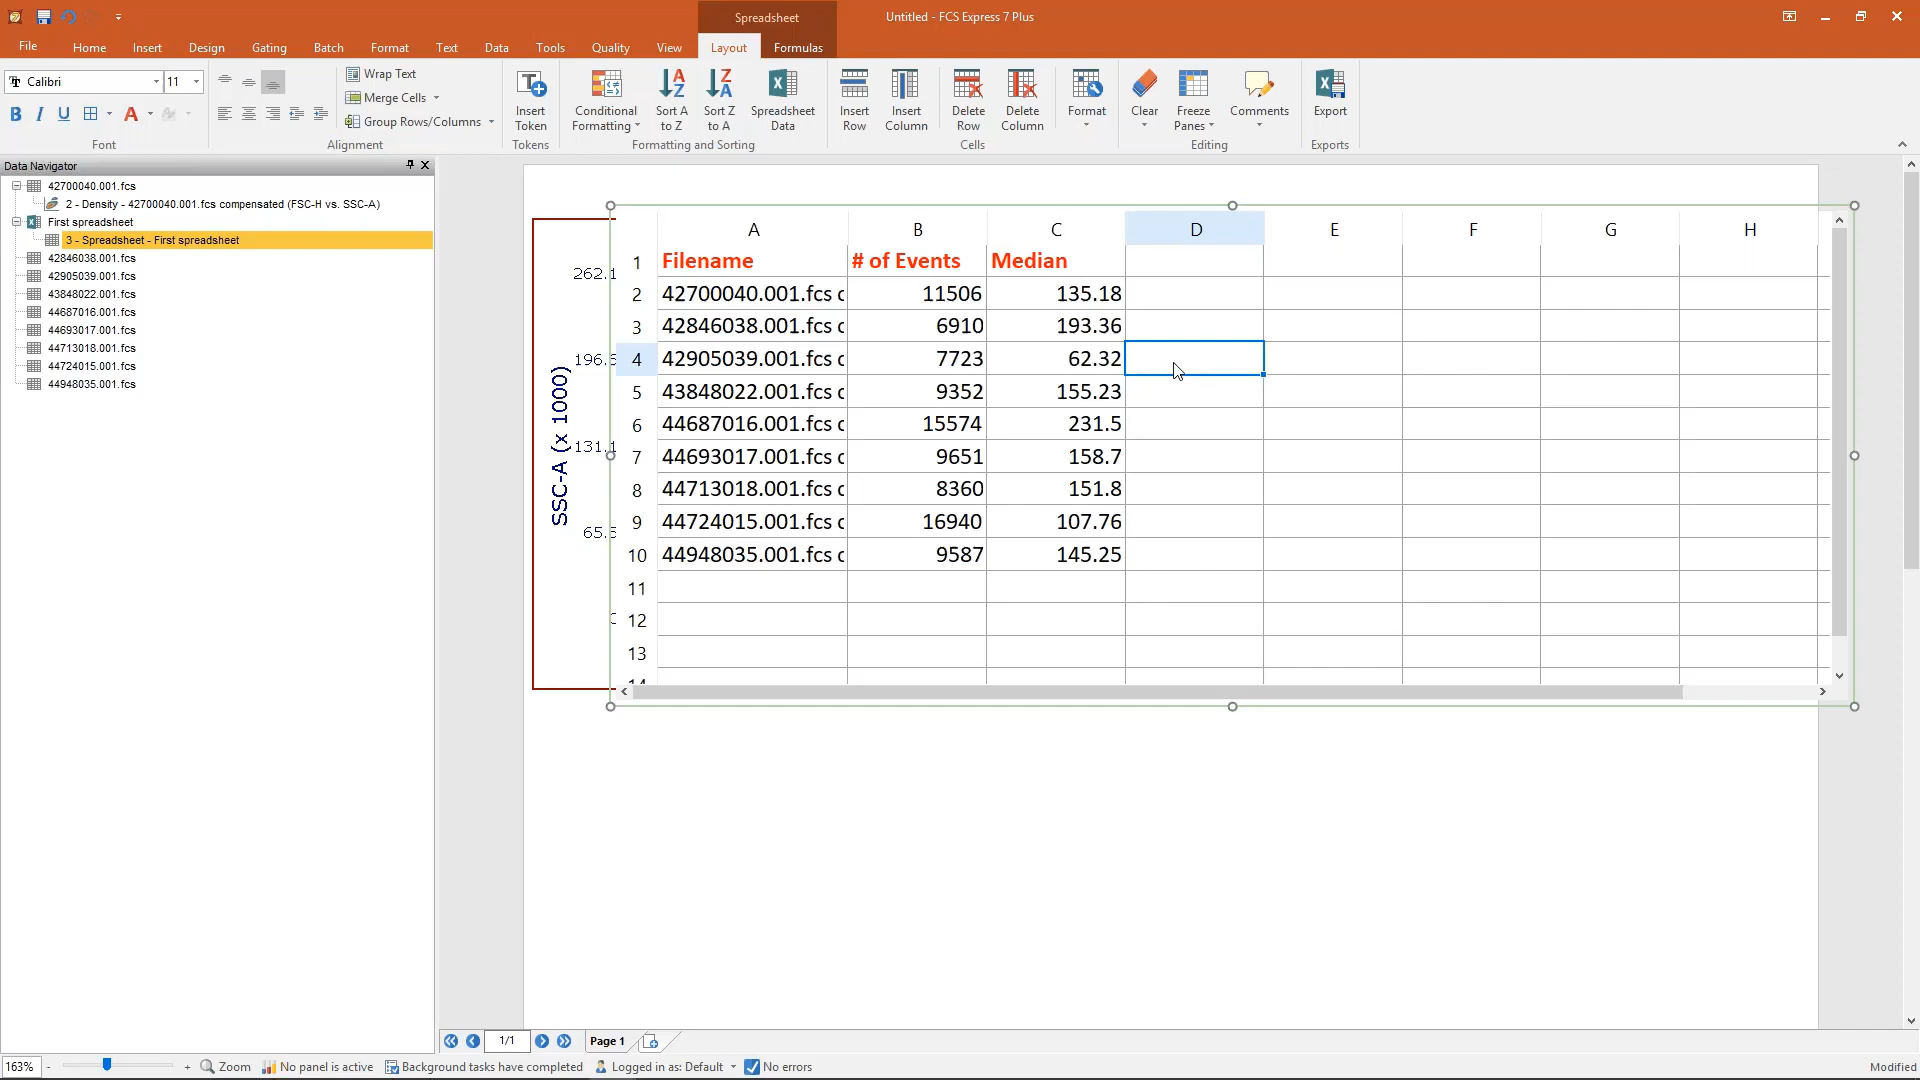 Spreadsheet
Untitled - FCS Express 7 Plus
File Home Insert Design Gating Batch Format Text Data Tools Quality View Layout Formulas
Calibri 11
B I U A
Wrap Text
Merge Cells
Group Rows/Columns
Insert Token
Conditional Formatting
Sort A to Z
Sort Z to A
Spreadsheet Data
Insert Row
Insert Column
Delete Row
Delete Column
Format
Clear
Freeze Panes
Comments
Export
Font Alignment Tokens Formatting and Sorting Cells Editing Exports
Data Navigator
42700040.001.fcs
2 - Density - 42700040.001.fcs compensated (FSC-H vs. SSC-A)
First spreadsheet
3 - Spreadsheet - First spreadsheet
42846038.001.fcs
42905039.001.fcs
43848022.001.fcs
44687016.001.fcs
44693017.001.fcs
44713018.001.fcs
44724015.001.fcs
44948035.001.fcs
SSC-A (x 1000)
262.1
196.6
131.1
65.5
A B C D E F G H
1 Filename # of Events Median
2 42700040.001.fcs c 11506 135.18
3 42846038.001.fcs c 6910 193.36
4 42905039.001.fcs c 7723 62.32
5 43848022.001.fcs c 9352 155.23
6 44687016.001.fcs c 15574 231.5
7 44693017.001.fcs c 9651 158.7
8 44713018.001.fcs c 8360 151.8
9 44724015.001.fcs c 16940 107.76
10 44948035.001.fcs c 9587 145.25
11
12
13
14
1/1 Page 1
163% - + Zoom No panel is active Background tasks have completed Logged in as: Default No errors Modified